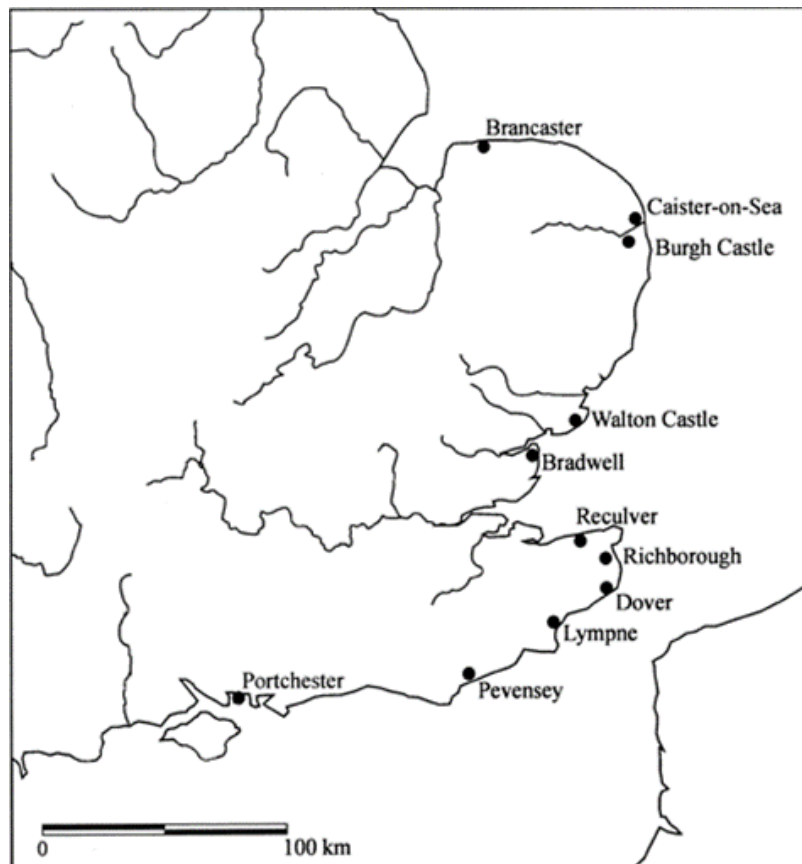 Brancaster
Caister-on-Sea
Burgh Castle
Walton Castle
Bradwell
Reculver
Richborough
Dover
Lympne
Portchester
Pevensey
0 100 km